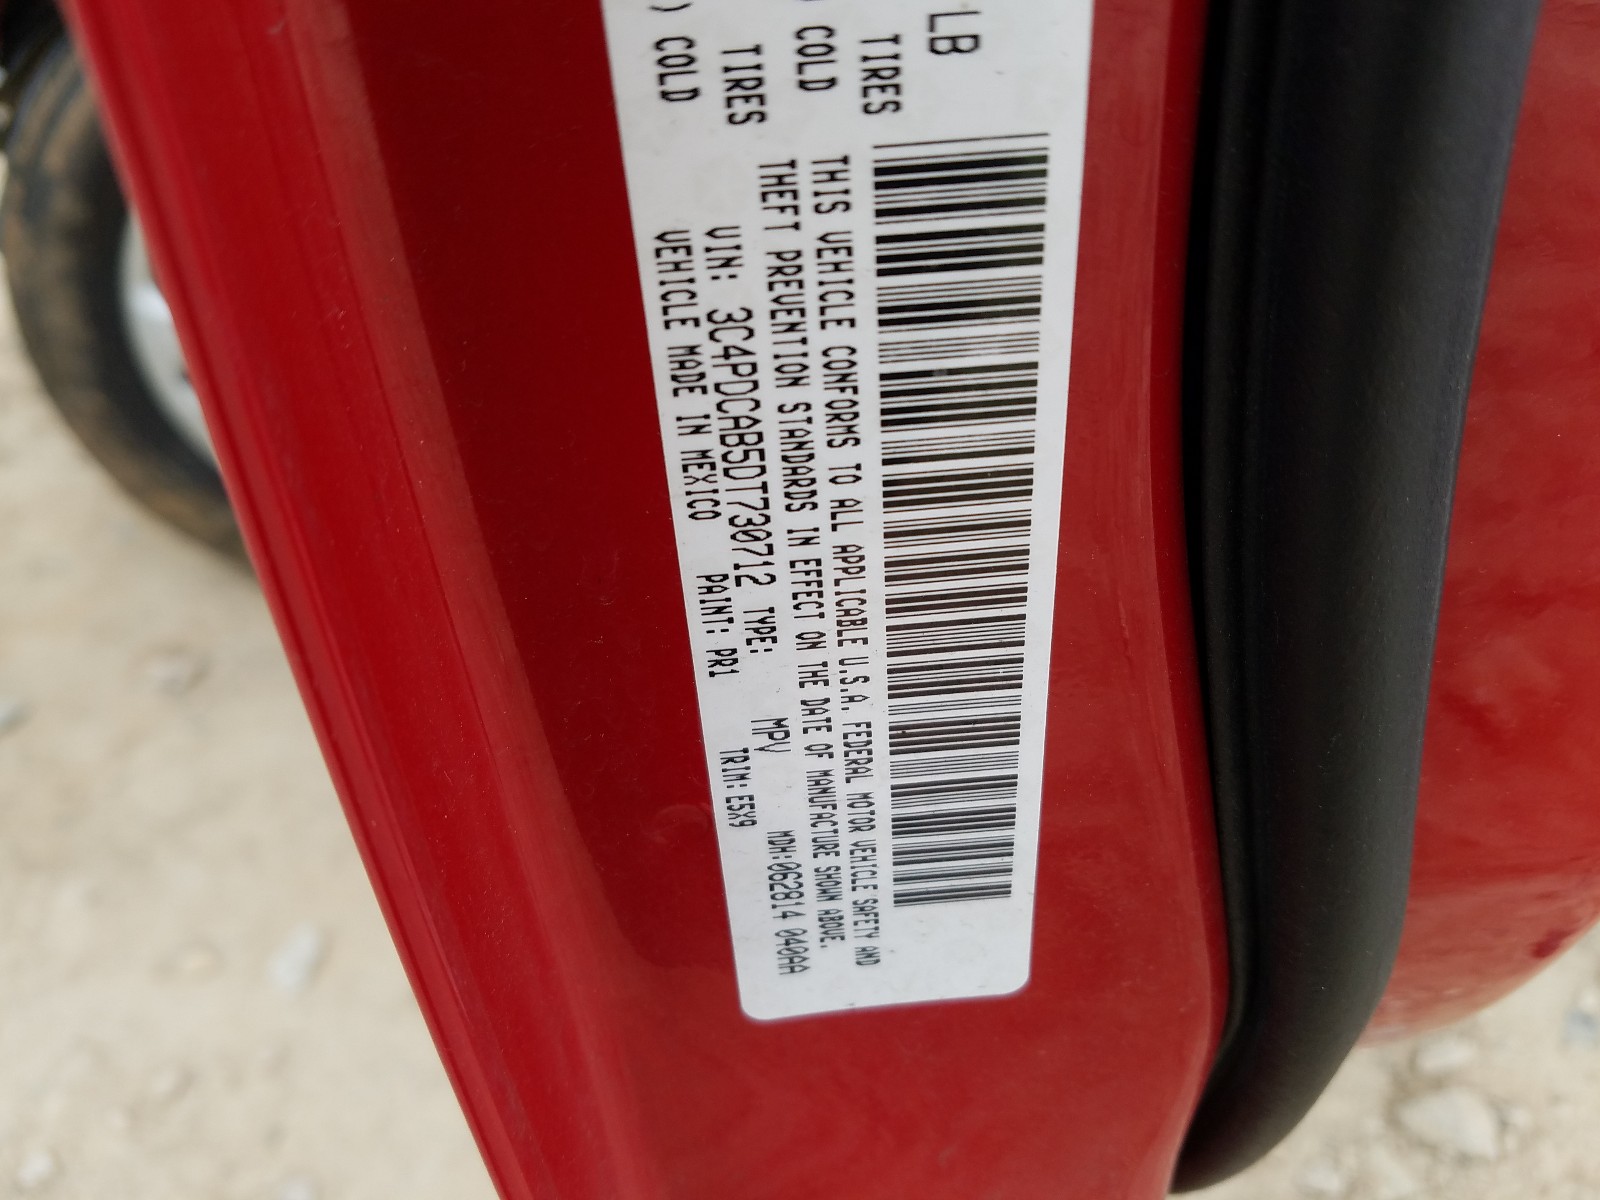 LB
TIRES
) COLD
TIRES
) COLD
THIS VEHICLE CONFORMS TO ALL APPLICABLE U.S.A. FEDERAL MOTOR VEHICLE SAFETY AND
THEFT PREVENTION STANDARDS IN EFFECT ON THE DATE OF MANUFACTURE SHOWN ABOVE.
VIN: 3C4PDCAB5DT730712 TYPE: MPV MDH:062814 040AA
VEHICLE MADE IN MEXICO PAINT: PR1 TRIM: E5X9